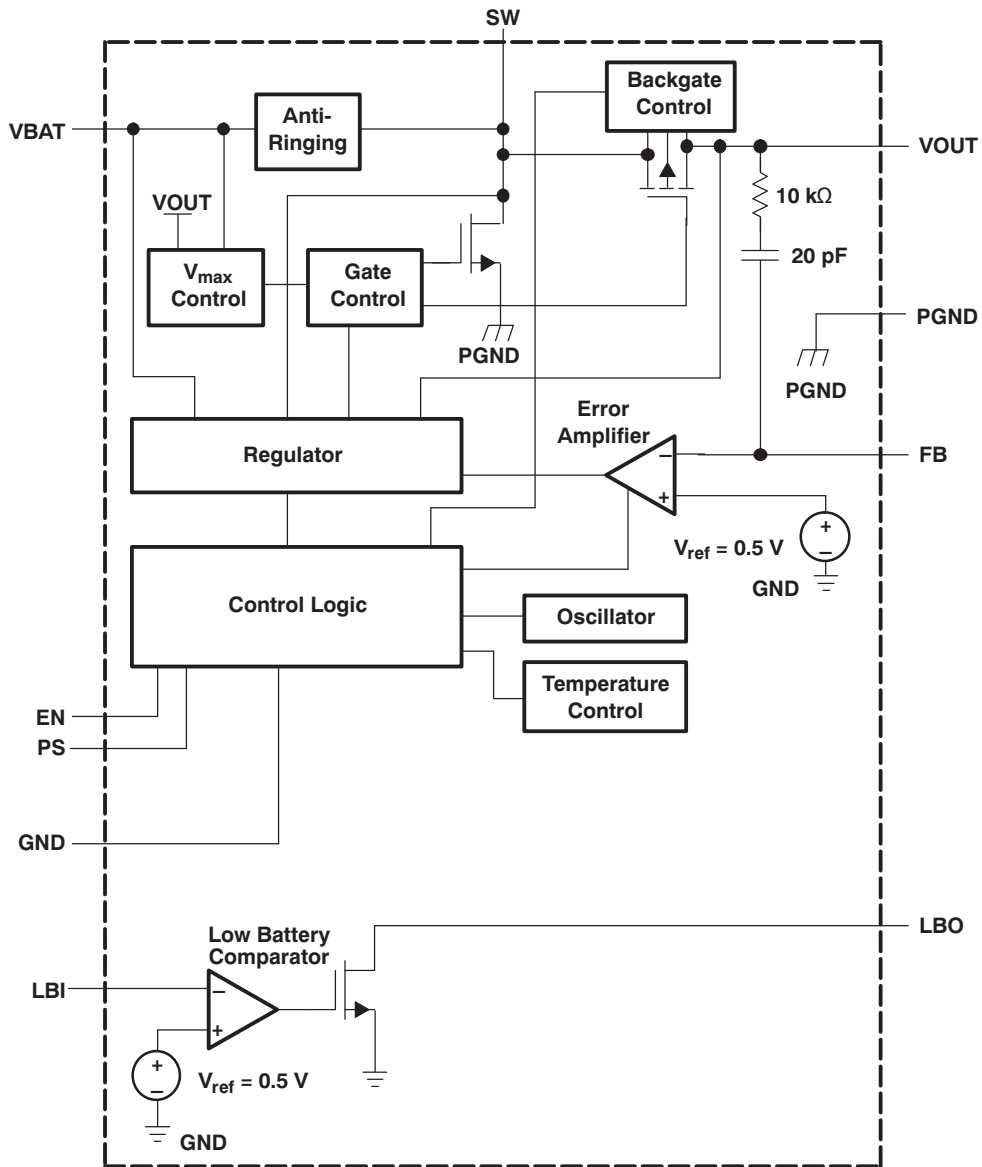 SW
Backgate
Control
Anti-
Ringing
VBAT
VOUT
VOUT
10 kΩ
20 pF
Vmax
Control
Gate
Control
PGND
PGND
PGND
Error
Amplifier
Regulator
−
+
FB
Vref = 0.5 V
+
−
GND
Control Logic
Oscillator
Temperature
Control
EN
PS
GND
LBO
Low Battery
Comparator
LBI
−
+
+
−
Vref = 0.5 V
GND